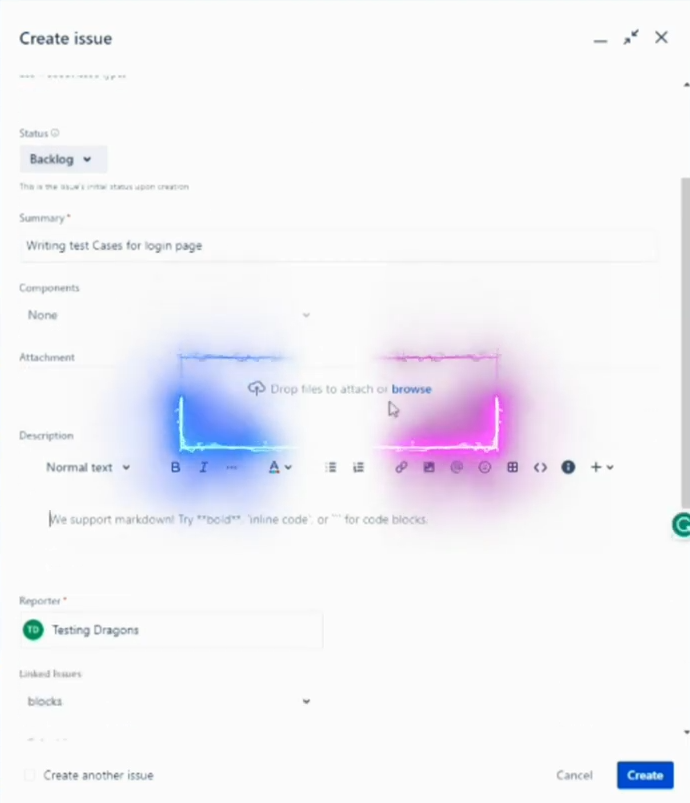 Create issue
Status
Backlog
This is the issue's initial status upon creation
Summary*
Writing test Cases for login page
Components
None
Attachment
Drop files to attach or browse
Description
Normal text B I ... A
We support markdown! Try **bold**, `inline code`, or ``` for code blocks.
Reporter*
TD Testing Dragons
Linked Issues
blocks
Create another issue Cancel Create